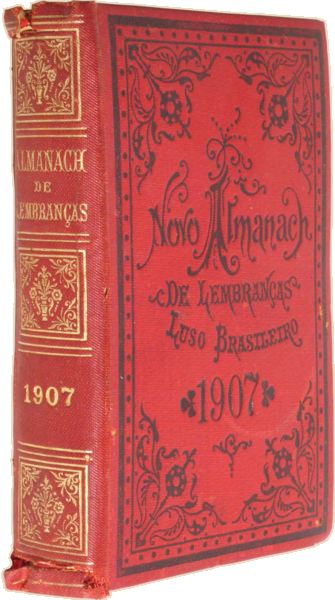 ALMANACH
DE
LEMBRANÇAS
1907
Novo Almanach
DE LEMBRANÇAS
LUSO BRASILEIRO
1907